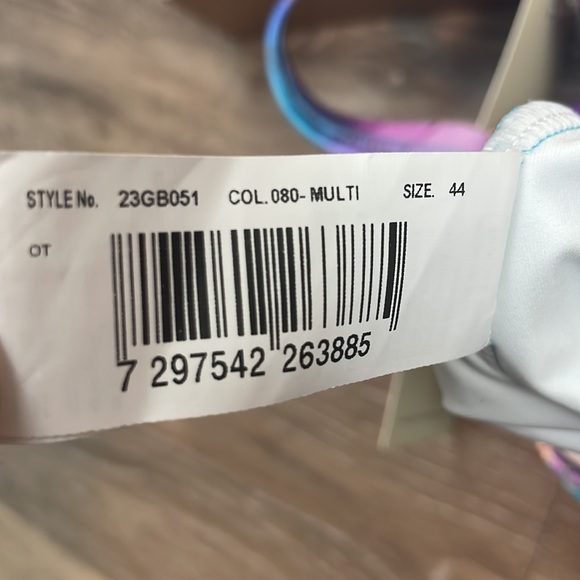 STYLE No. 23GB051 COL. 080- MULTI SIZE. 44
OT
7 297542 263885